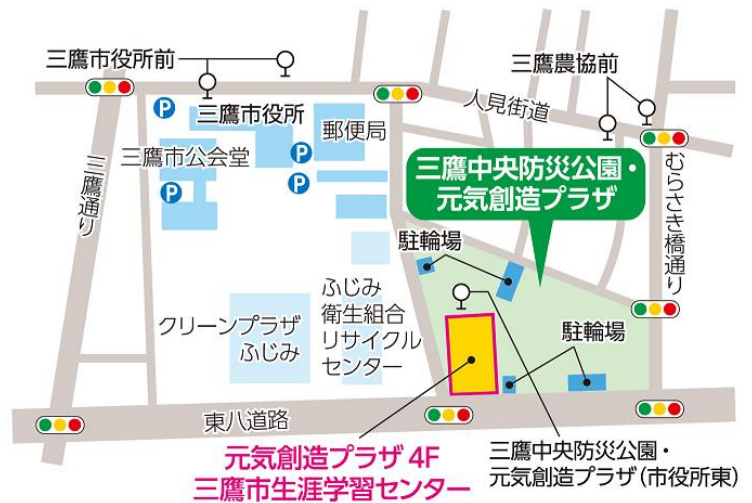 三鷹市役所前
三鷹農協前
P
三鷹市役所
人見街道
郵便局
三鷹市公会堂
P
P
P
三鷹通り
むらさき橋通り
三鷹中央防災公園・
元気創造プラザ
駐輪場
ふじみ
衛生組合
リサイクル
センター
クリーンプラザ
ふじみ
駐輪場
東八道路
元気創造プラザ 4F
三鷹市生涯学習センター
三鷹中央防災公園・
元気創造プラザ(市役所東)